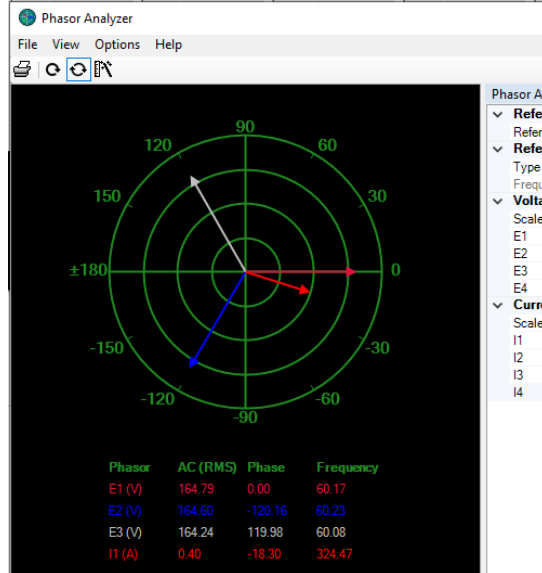 Phasor Analyzer
File View Options Help
90
120 60
150 30
±180 0
-150 -30
-120 -60
-90
Phasor AC (RMS) Phase Frequency
E1 (V) 164.79 0.00 60.17
E2 (V) 164.60 -120.16 60.23
E3 (V) 164.24 119.98 60.08
I1 (A) 0.40 -18.30 324.47
Phasor A
Refe
Refer
Refe
Type
Frequ
Volta
Scale
E1
E2
E3
E4
Curre
Scale
I1
I2
I3
I4